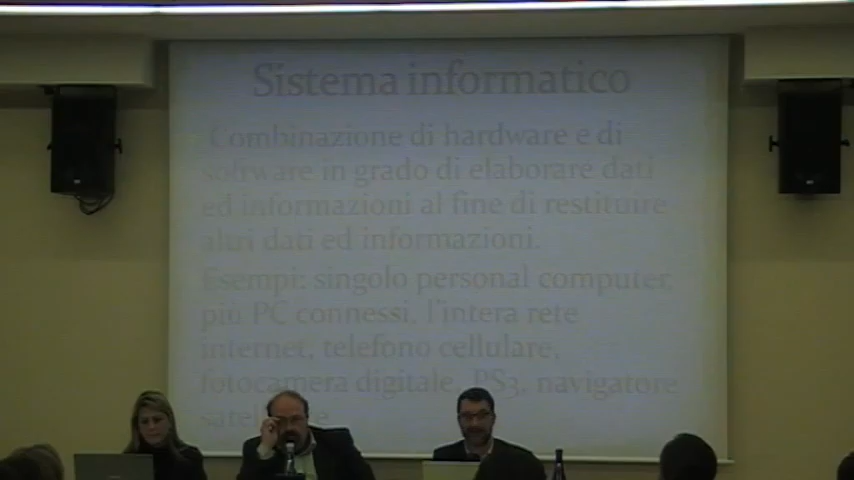 Sistema informatico
Combinazione di hardware e di
software in grado di elaborare dati
ed informazioni al fine di restituire
altri dati ed informazioni.
Esempi: singolo personal computer,
più PC connessi, l'intera rete
internet, telefono cellulare,
fotocamera digitale, PS3, navigatore